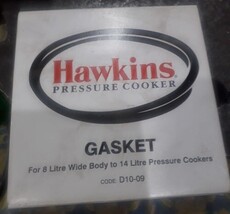 Hawkins
PRESSURE COOKER
GASKET
For 8 Litre Wide Body to 14 Litre Pressure Cookers
CODE: D10-09